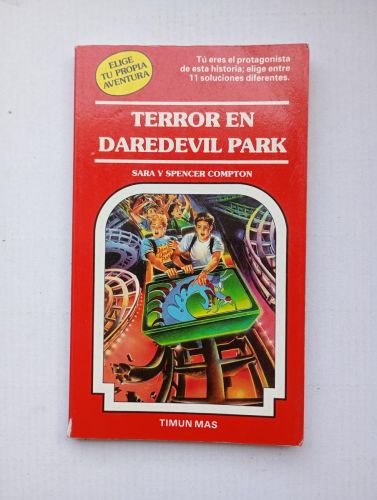 ELIGE
TU PROPIA
AVENTURA
Tú eres el protagonista
de esta historia; elige entre
11 soluciones diferentes.
TERROR EN
DAREDEVIL PARK
SARA Y SPENCER COMPTON
TIMUN MAS